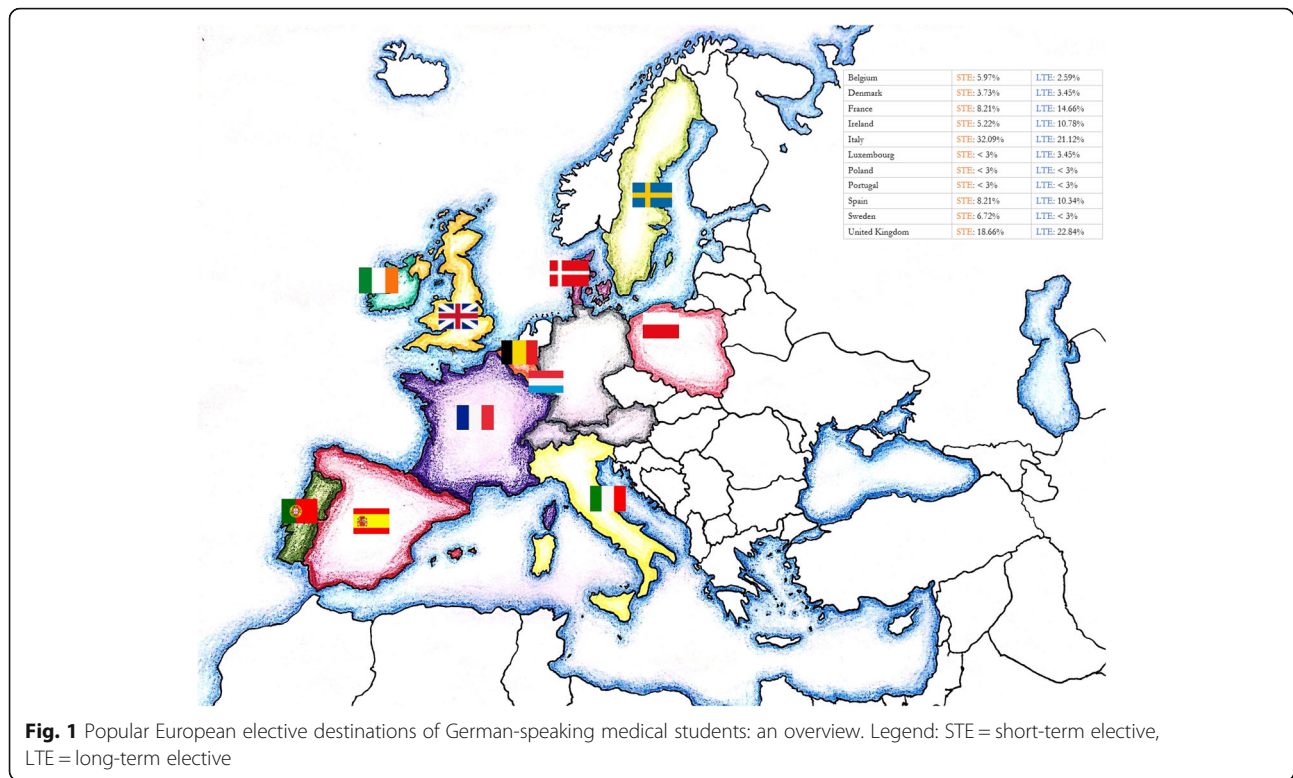 Belgium STE: 5.97% LTE: 2.59%
Denmark STE: 3.73% LTE: 3.45%
France STE: 8.21% LTE: 14.66%
Ireland STE: 5.22% LTE: 10.78%
Italy STE: 32.09% LTE: 21.12%
Luxembourg STE: < 3% LTE: 3.45%
Poland STE: < 3% LTE: < 3%
Portugal STE: < 3% LTE: < 3%
Spain STE: 8.21% LTE: 10.34%
Sweden STE: 6.72% LTE: < 3%
United Kingdom STE: 18.66% LTE: 22.84%
Fig. 1 Popular European elective destinations of German-speaking medical students: an overview. Legend: STE = short-term elective,
LTE = long-term elective